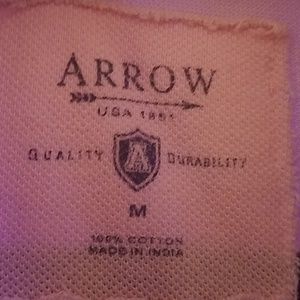 ARROW
USA 1851
QUALITY A DURABILITY
M
100% COTTON
MADE IN INDIA